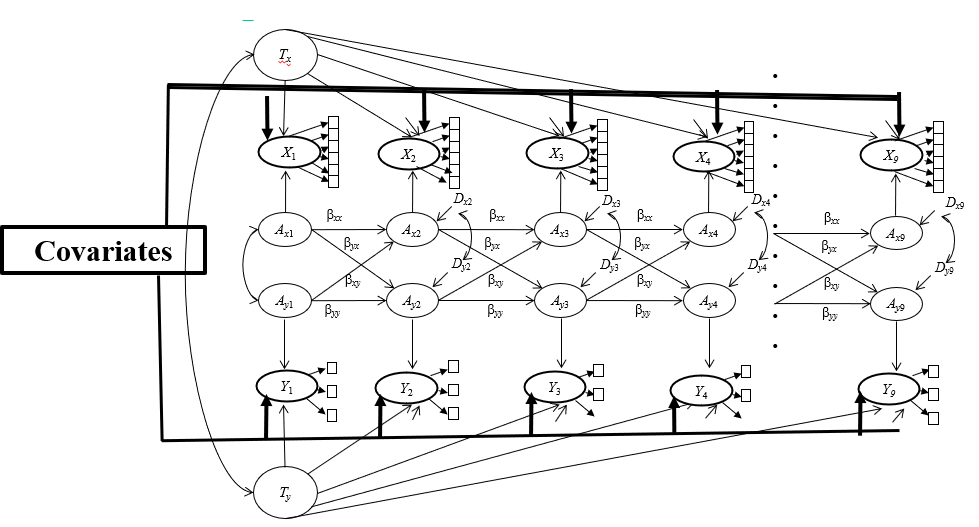 Tx
X1 X2 X3 X4 X9
Dx2 Dx3 Dx4 Dx9
βxx βxx βxx βxx
Ax1 Ax2 Ax3 Ax4 Ax9
Covariates
βyx βyx βyx βyx
βxy βxy βxy βxy
Dy2 Dy3 Dy4 Dy9
Ay1 Ay2 Ay3 Ay4 Ay9
βyy βyy βyy βyy
Y1 Y2 Y3 Y4 Y9
Ty